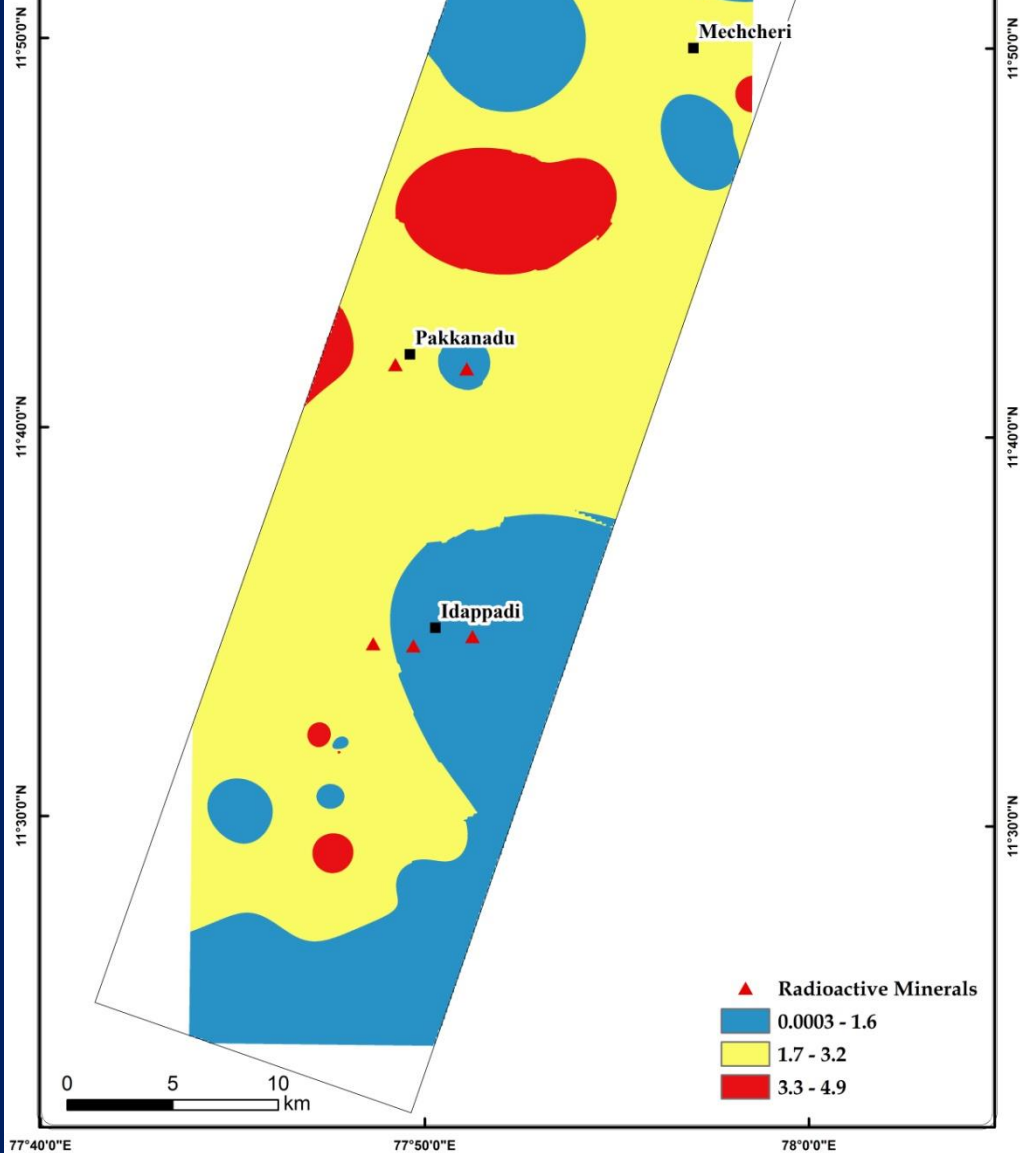 11°50'0"N
11°50'0"N
Mechcheri
Pakkanadu
11°40'0"N
11°40'0"N
Idappadi
11°30'0"N
11°30'0"N
Radioactive Minerals
0.0003 - 1.6
1.7 - 3.2
3.3 - 4.9
0 5 10
km
77°40'0"E 77°50'0"E 78°0'0"E